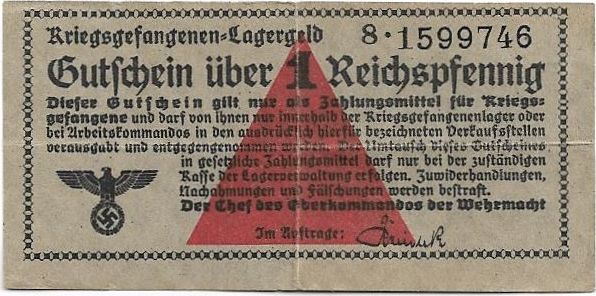 Kriegsgefangenen-Lagergeld 8·1599746
Gutschein über 1 Reichspfennig
Dieser Gutschein gilt nur als Zahlungsmittel für Kriegs-
gefangene und darf von ihnen nur innerhalb der Kriegsgefangenenlager oder
bei Arbeitskommandos in den ausdrücklich hierfür bezeichneten Verkaufsstellen
verausgabt und entgegengenommen werden. Der Umtausch dieses Gutscheines
in gesetzliche Zahlungsmittel darf nur bei der zuständigen
Kasse der Lagerverwaltung erfolgen. Zuwiderhandlungen,
Nachahmungen und Fälschungen werden bestraft.
Der Chef des Oberkommandos der Wehrmacht
Im Auftrage: